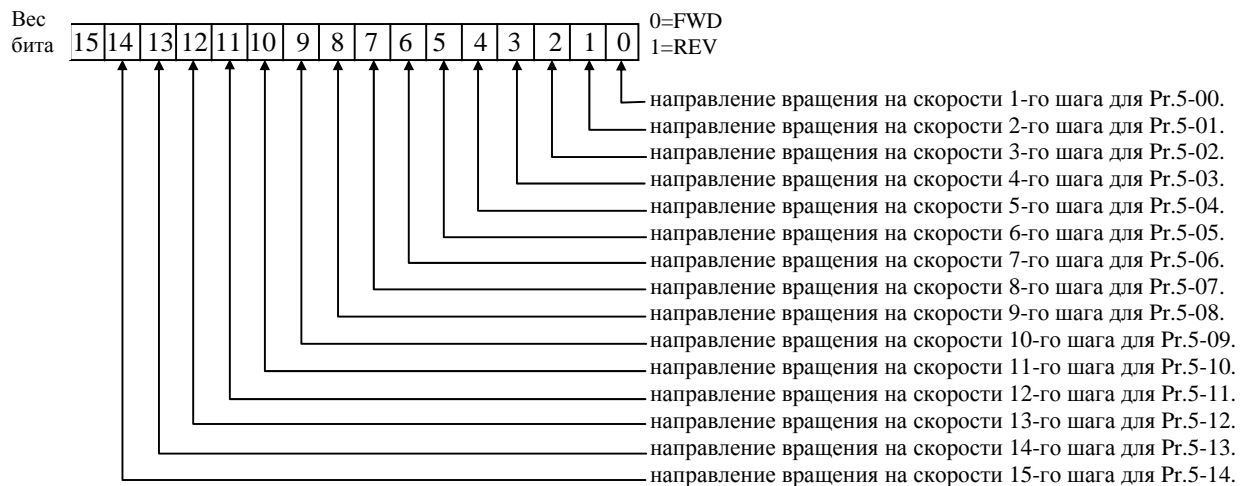 Вес
бита
15 14 13 12 11 10 9 8 7 6 5 4 3 2 1 0
0=FWD
1=REV
направление вращения на скорости 1-го шага для Pr.5-00.
направление вращения на скорости 2-го шага для Pr.5-01.
направление вращения на скорости 3-го шага для Pr.5-02.
направление вращения на скорости 4-го шага для Pr.5-03.
направление вращения на скорости 5-го шага для Pr.5-04.
направление вращения на скорости 6-го шага для Pr.5-05.
направление вращения на скорости 7-го шага для Pr.5-06.
направление вращения на скорости 8-го шага для Pr.5-07.
направление вращения на скорости 9-го шага для Pr.5-08.
направление вращения на скорости 10-го шага для Pr.5-09.
направление вращения на скорости 11-го шага для Pr.5-10.
направление вращения на скорости 12-го шага для Pr.5-11.
направление вращения на скорости 13-го шага для Pr.5-12.
направление вращения на скорости 14-го шага для Pr.5-13.
направление вращения на скорости 15-го шага для Pr.5-14.